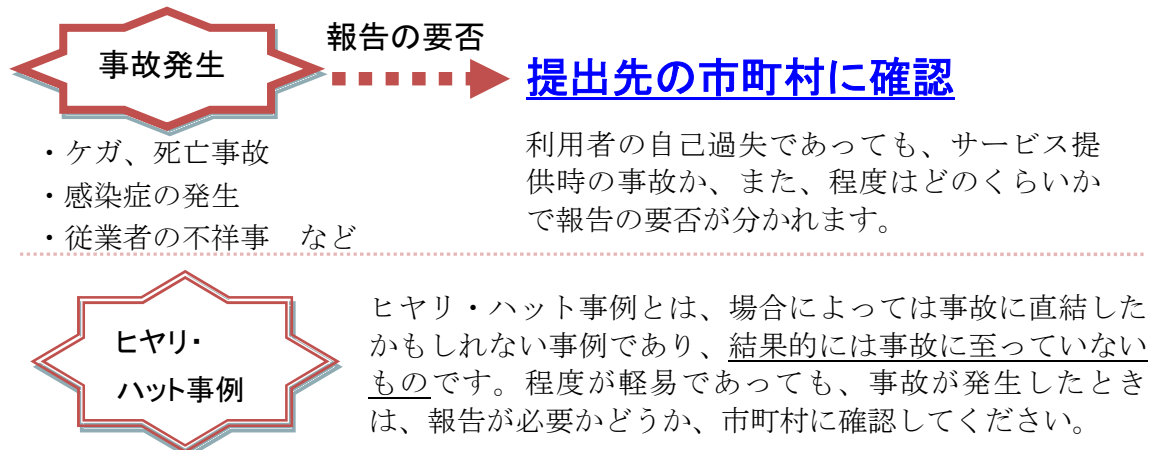 事故発生
報告の要否
提出先の市町村に確認
・ケガ、死亡事故
・感染症の発生
・従業者の不祥事　など
利用者の自己過失であっても、サービス提
供時の事故か、また、程度はどのくらいか
で報告の要否が分かれます。
ヒヤリ・
ハット事例
ヒヤリ・ハット事例とは、場合によっては事故に直結した
かもしれない事例であり、結果的には事故に至っていない
ものです。程度が軽易であっても、事故が発生したとき
は、報告が必要かどうか、市町村に確認してください。